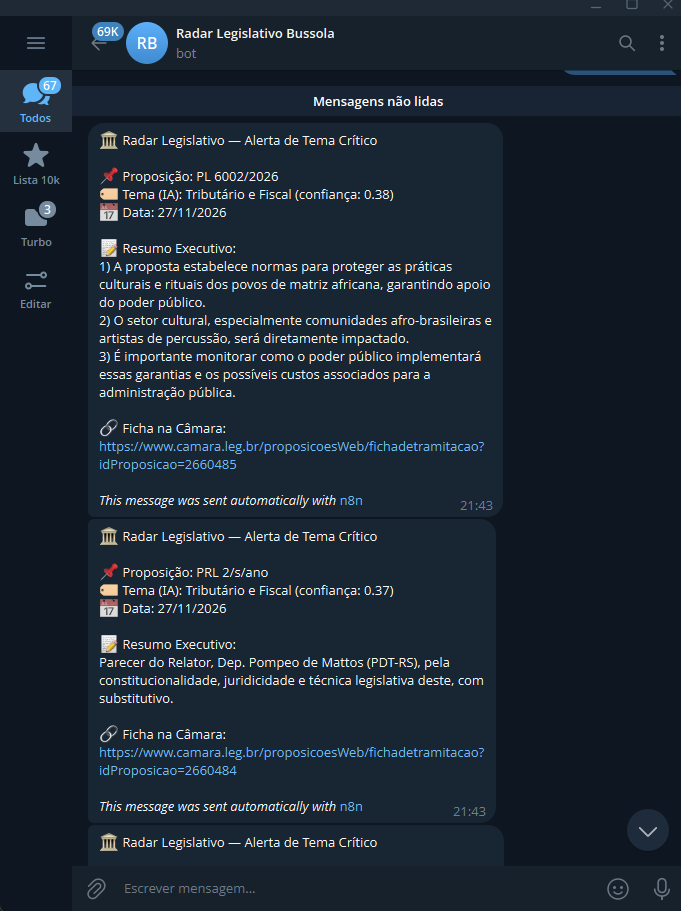 69K
RB
Radar Legislativo Bussola
bot
67
Todos
Lista 10k
3
Turbo
Editar
Mensagens não lidas
🏛 Radar Legislativo — Alerta de Tema Crítico
📌 Proposição: PL 6002/2026
🏷 Tema (IA): Tributário e Fiscal (confiança: 0.38)
📅 Data: 27/11/2026
📝 Resumo Executivo:
1) A proposta estabelece normas para proteger as práticas
culturais e rituais dos povos de matriz africana, garantindo apoio
do poder público.
2) O setor cultural, especialmente comunidades afro-brasileiras e
artistas de percussão, será diretamente impactado.
3) É importante monitorar como o poder público implementará
essas garantias e os possíveis custos associados para a
administração pública.
🔗 Ficha na Câmara:
https://www.camara.leg.br/proposicoesWeb/fichadetramitacao?
idProposicao=2660485
This message was sent automatically with n8n
21:43
🏛 Radar Legislativo — Alerta de Tema Crítico
📌 Proposição: PRL 2/s/ano
🏷 Tema (IA): Tributário e Fiscal (confiança: 0.37)
📅 Data: 27/11/2026
📝 Resumo Executivo:
Parecer do Relator, Dep. Pompeo de Mattos (PDT-RS), pela
constitucionalidade, juridicidade e técnica legislativa deste, com
substitutivo.
🔗 Ficha na Câmara:
https://www.camara.leg.br/proposicoesWeb/fichadetramitacao?
idProposicao=2660484
This message was sent automatically with n8n
21:43
🏛 Radar Legislativo — Alerta de Tema Crítico
Escrever mensagem...